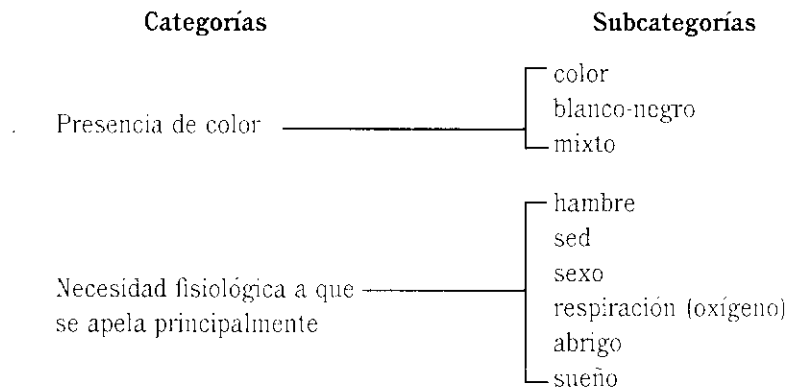 Categorías
Subcategorías
Presencia de color
color
blanco-negro
mixto
Necesidad fisiológica a que
se apela principalmente
hambre
sed
sexo
respiración (oxígeno)
abrigo
sueño